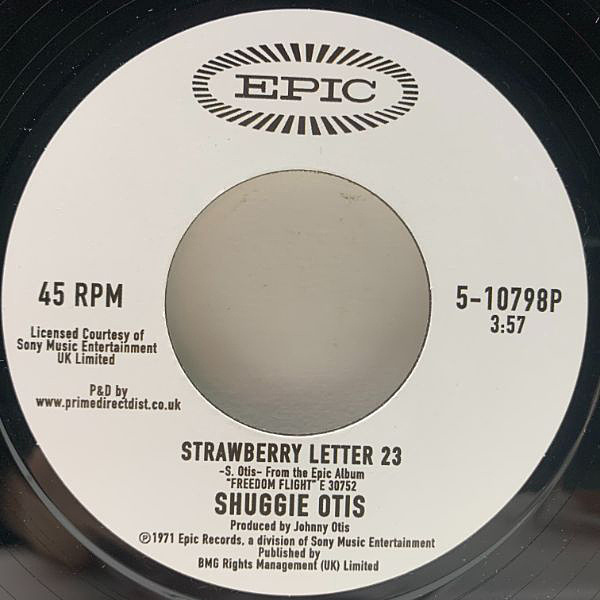 EPIC
45 RPM
5-10798P
3:57
Licensed Courtesy of
Sony Music Entertainment
UK Limited
P&D by
www.primedirectdist.co.uk
STRAWBERRY LETTER 23
-S. Otis- From the Epic Album
"FREEDOM FLIGHT" E 30752
SHUGGIE OTIS
Produced by Johnny Otis
℗1971 Epic Records, a division of Sony Music Entertainment
Published by
BMG Rights Management (UK) Limited